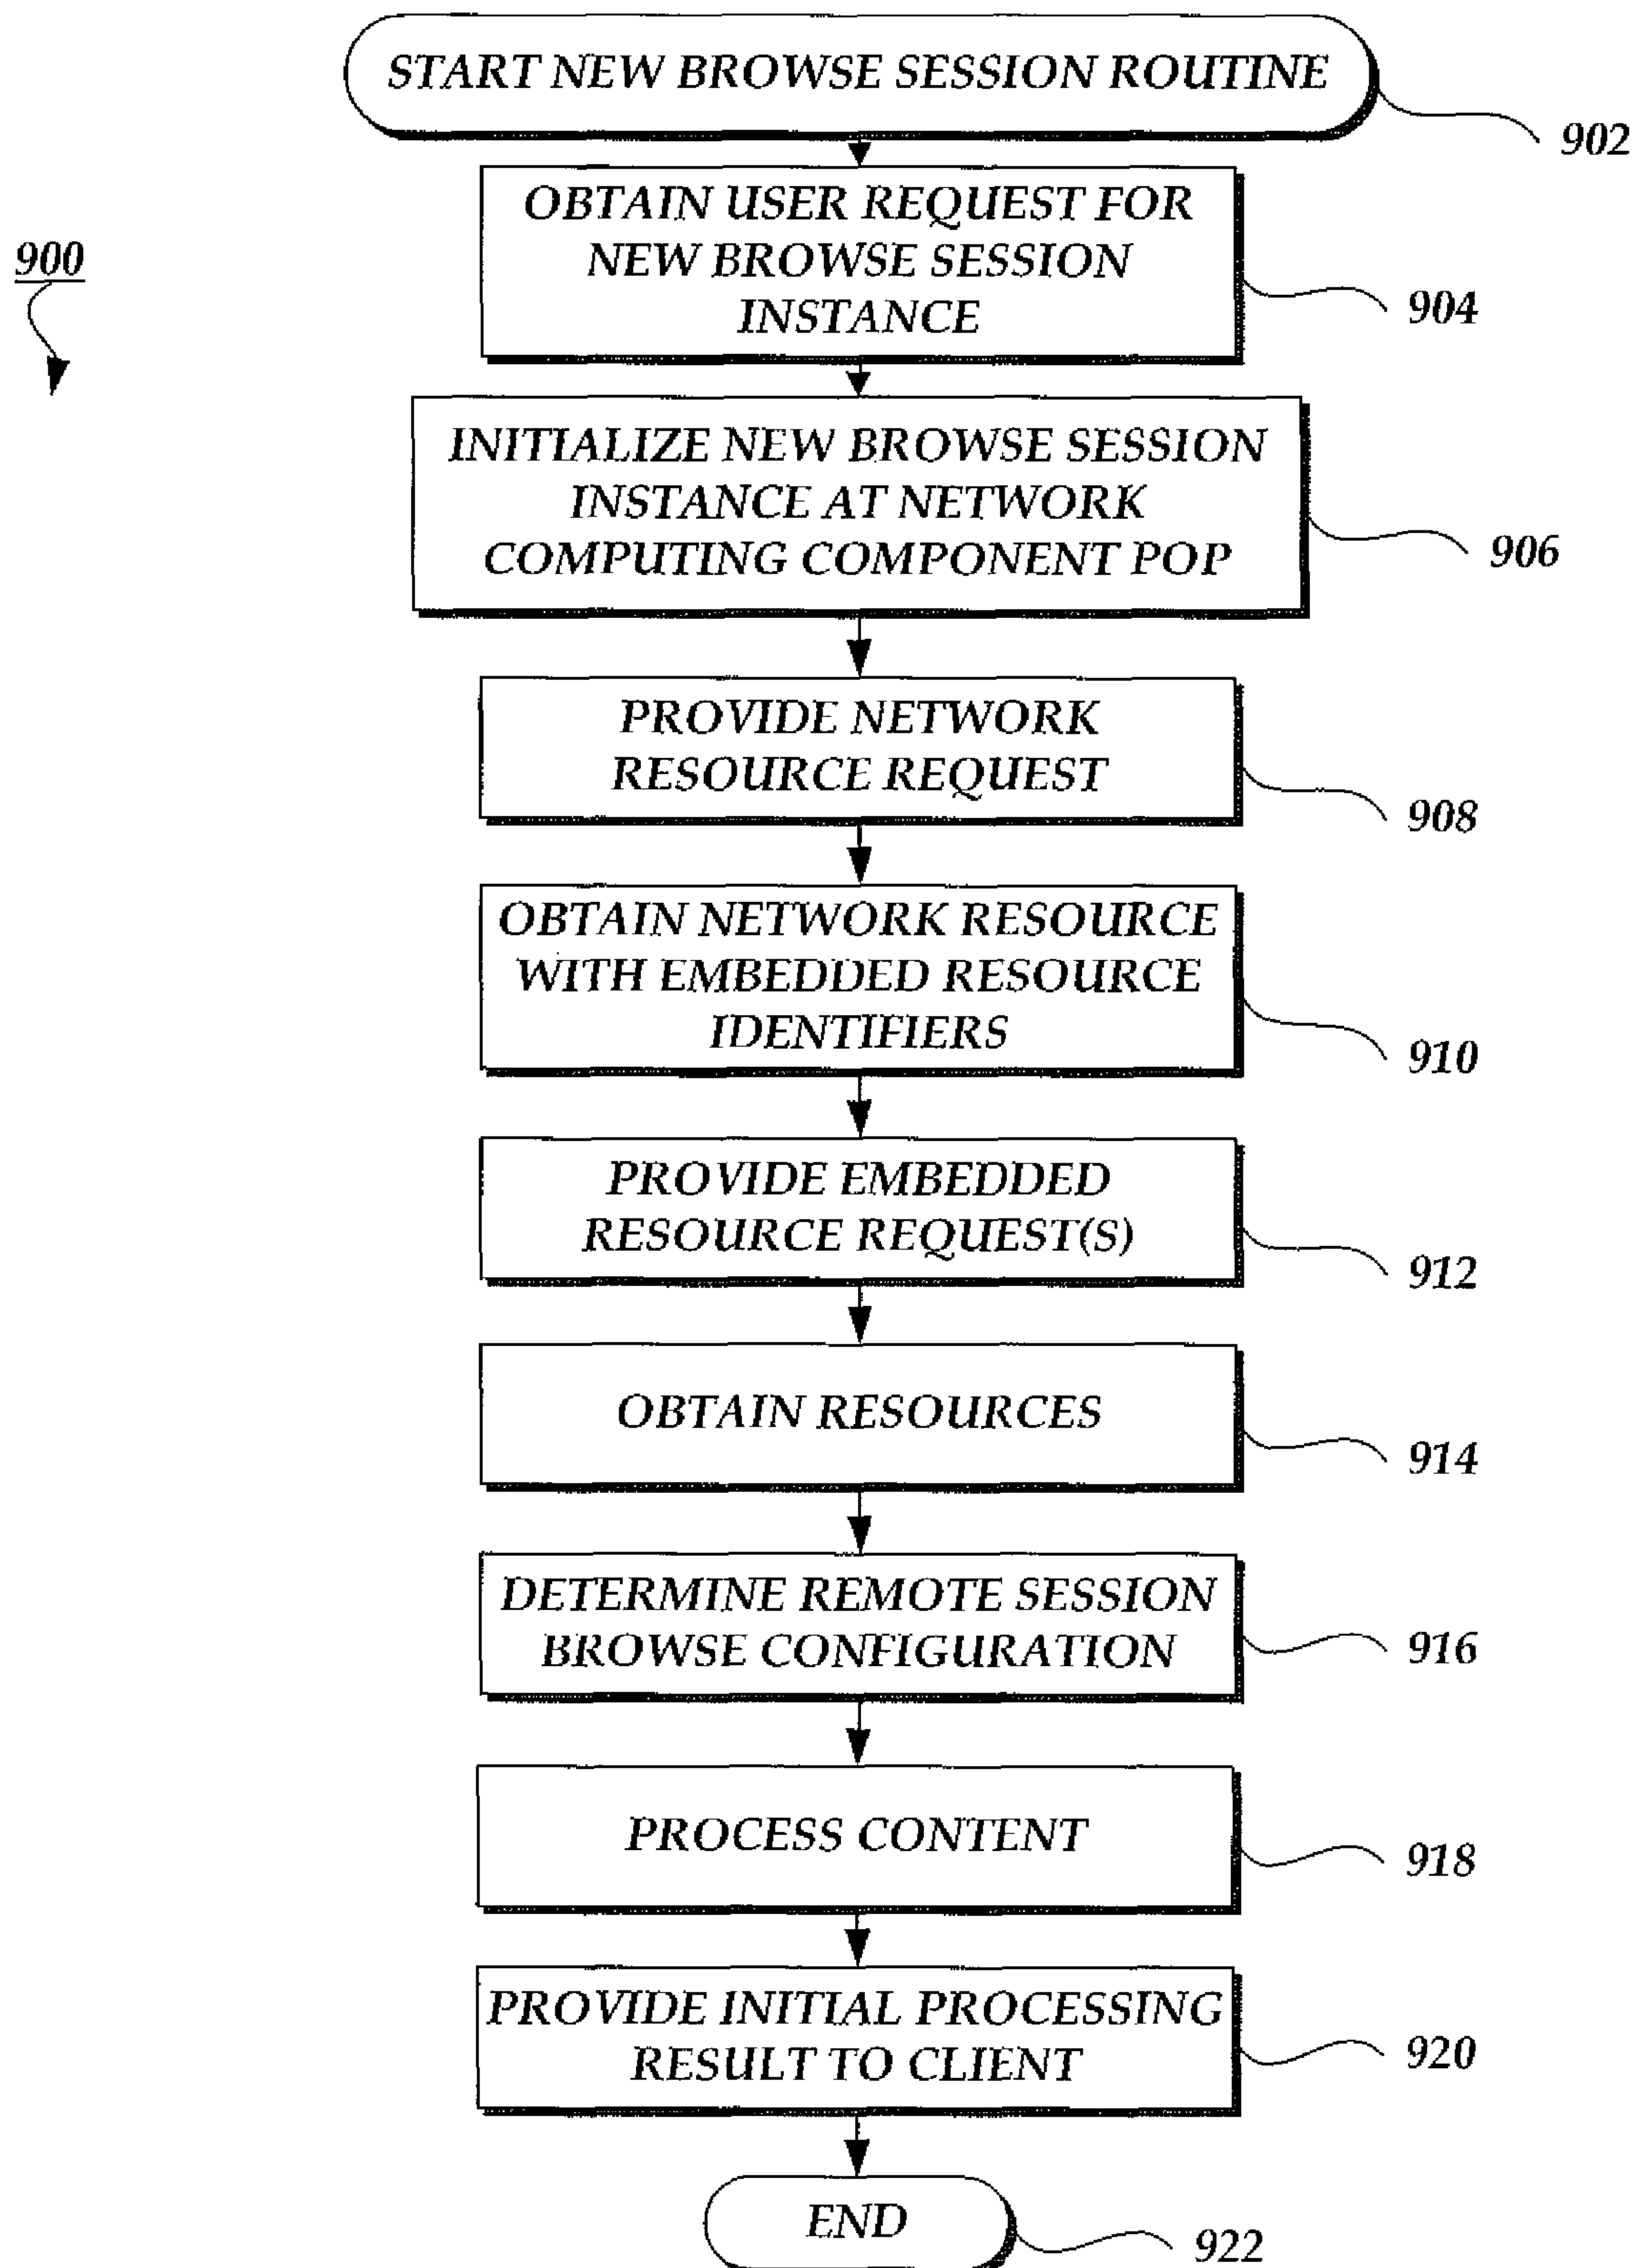 START NEW BROWSE SESSION ROUTINE
902
900
OBTAIN USER REQUEST FOR
NEW BROWSE SESSION
INSTANCE
904
INITIALIZE NEW BROWSE SESSION
INSTANCE AT NETWORK
COMPUTING COMPONENT POP
906
PROVIDE NETWORK
RESOURCE REQUEST
908
OBTAIN NETWORK RESOURCE
WITH EMBEDDED RESOURCE
IDENTIFIERS
910
PROVIDE EMBEDDED
RESOURCE REQUEST(S)
912
OBTAIN RESOURCES
914
DETERMINE REMOTE SESSION
BROWSE CONFIGURATION
916
PROCESS CONTENT
918
PROVIDE INITIAL PROCESSING
RESULT TO CLIENT
920
END
922